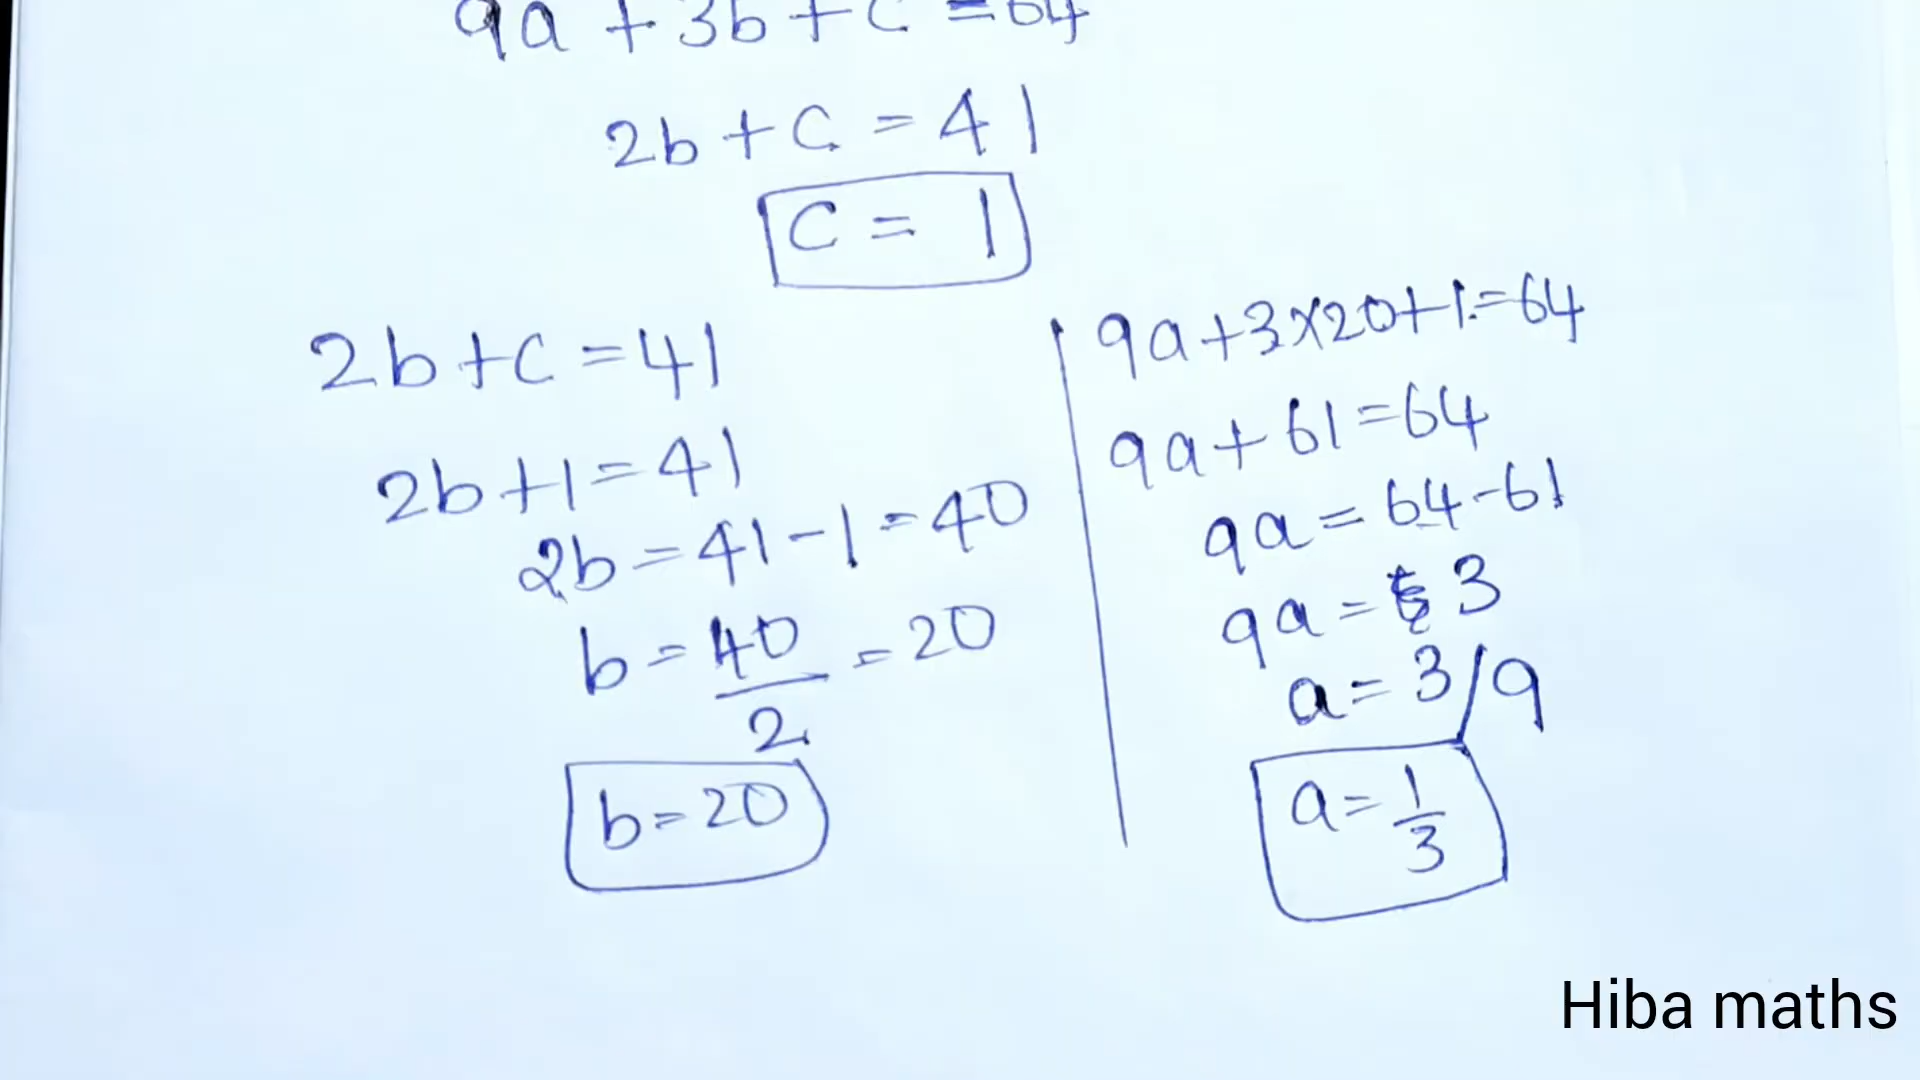 9a + 3b + c = 64
2b + c = 41
c = 1
2b + c = 41
2b + 1 = 41
2b = 41 - 1 = 40
b = 40/2 = 20
b = 20
9a + 3×20 + 1 = 64
9a + 61 = 64
9a = 64 - 61
9a = 3
a = 3/9
a = 1/3
Hiba maths